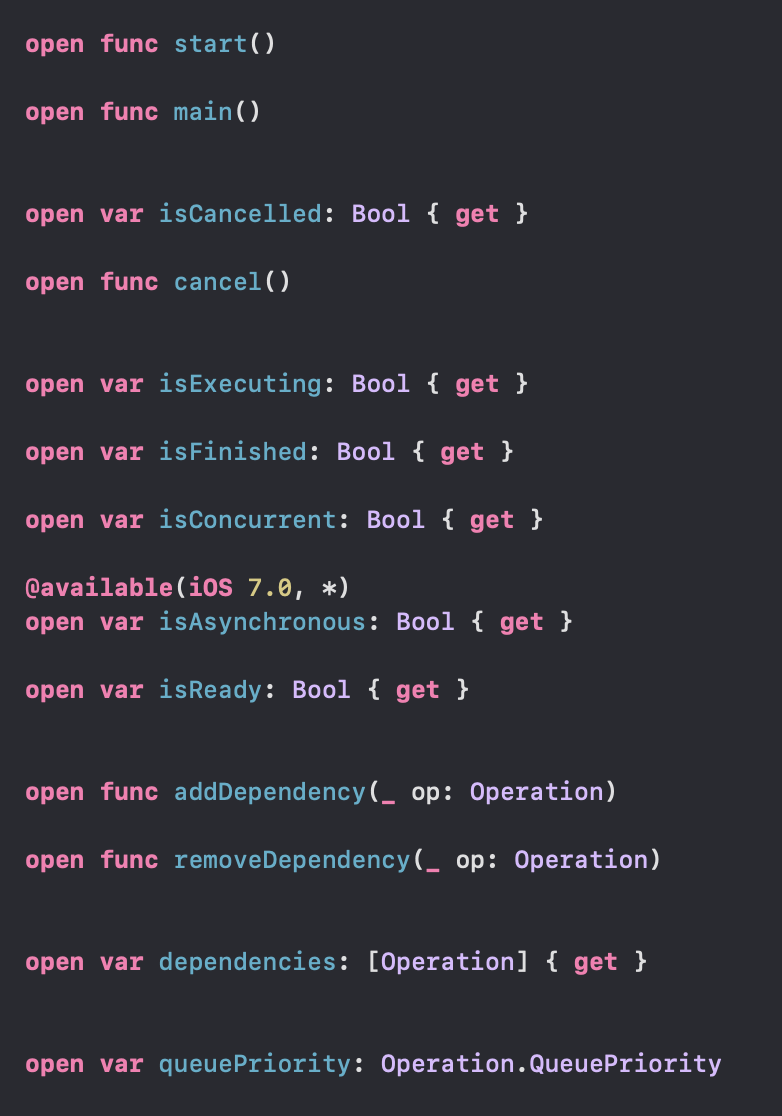 open func start()
open func main()
open var isCancelled: Bool { get }
open func cancel()
open var isExecuting: Bool { get }
open var isFinished: Bool { get }
open var isConcurrent: Bool { get }
@available(iOS 7.0, *)
open var isAsynchronous: Bool { get }
open var isReady: Bool { get }
open func addDependency(_ op: Operation)
open func removeDependency(_ op: Operation)
open var dependencies: [Operation] { get }
open var queuePriority: Operation.QueuePriority